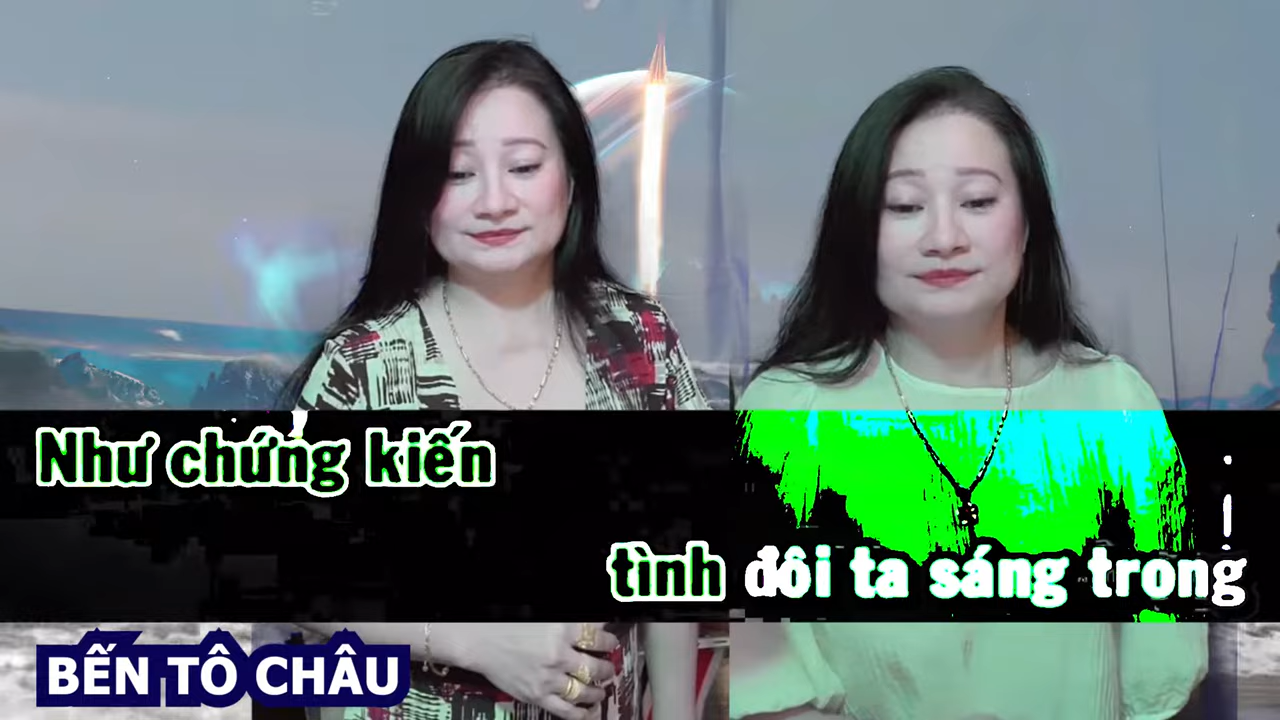 Như chứng kiến
tình đôi ta sáng trong
BẾN TÔ CHÂU